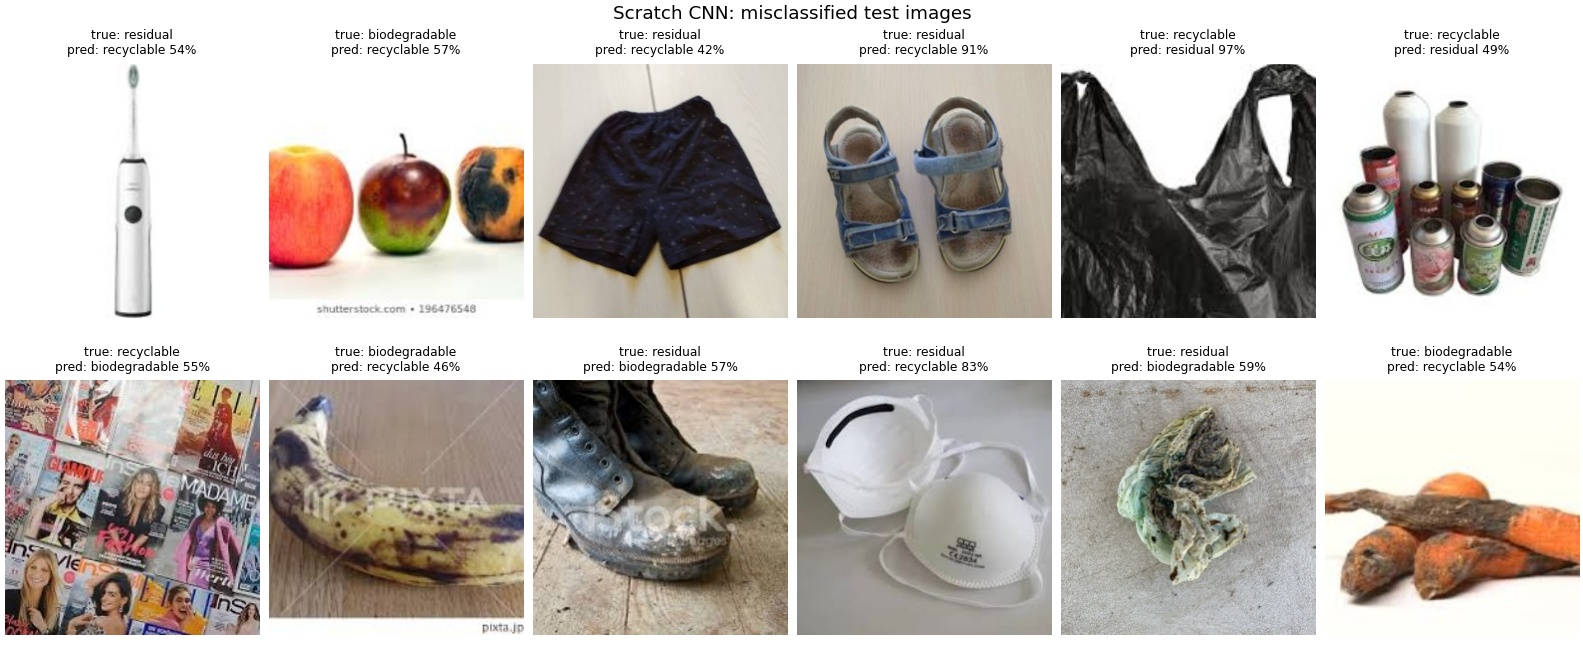 Scratch CNN: misclassified test images
true: residual
pred: recyclable 54%
true: biodegradable
pred: recyclable 57%
true: residual
pred: recyclable 42%
true: residual
pred: recyclable 91%
true: recyclable
pred: residual 97%
true: recyclable
pred: residual 49%
shutterstock.com • 196476548
true: recyclable
pred: biodegradable 55%
true: biodegradable
pred: recyclable 46%
true: residual
pred: biodegradable 57%
true: residual
pred: recyclable 83%
true: residual
pred: biodegradable 59%
true: biodegradable
pred: recyclable 54%
ELLE
GLAMOUR
MADAME
InStyle
PIXTA
iStock.
pixta.jp